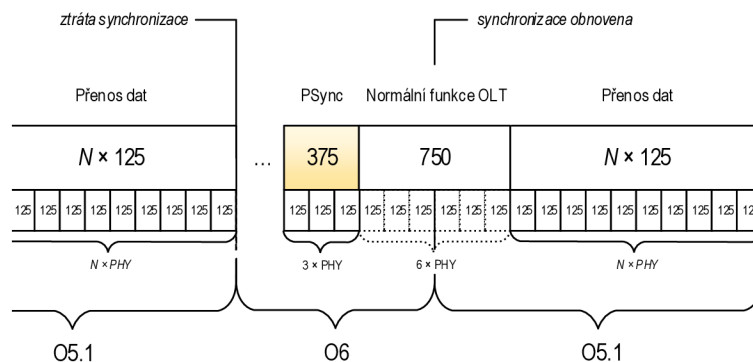 ztráta synchronizace
synchronizace obnovena
Přenos dat PSync Normální funkce OLT Přenos dat
N × 125 ... 375 750 N × 125
125 125 125 125 125 125 125 125 125 125 125 125 125 125 125 125 125 125 125 125 125 125 125 125 125 125 12
N × PHY 3 × PHY 6 × PHY N × PHY
O5.1 O6 O5.1